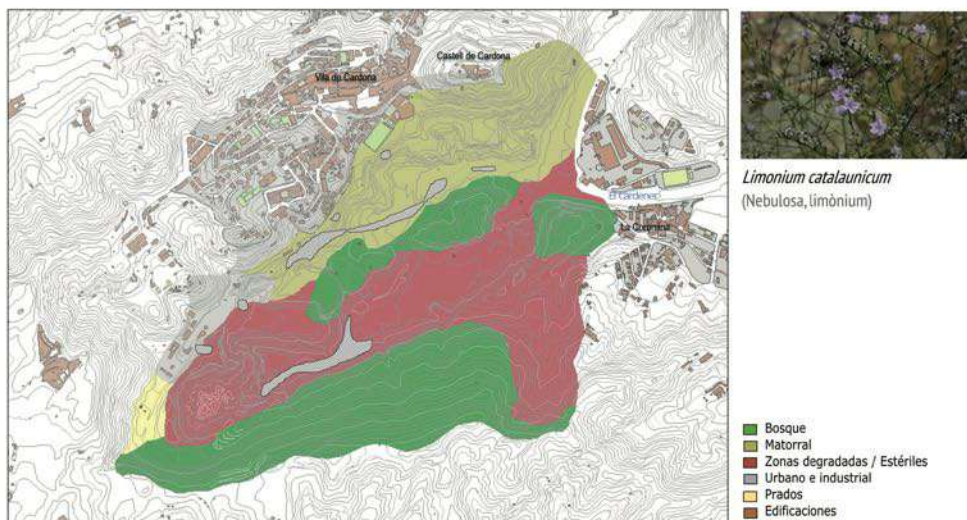 Castell de Cardona
Vila de Cardona
El Cardener
La Coromina
Limonium catalaunicum
(Nebulosa, limònium)
Bosque
Matorral
Zonas degradadas / Estériles
Urbano e industrial
Prados
Edificaciones